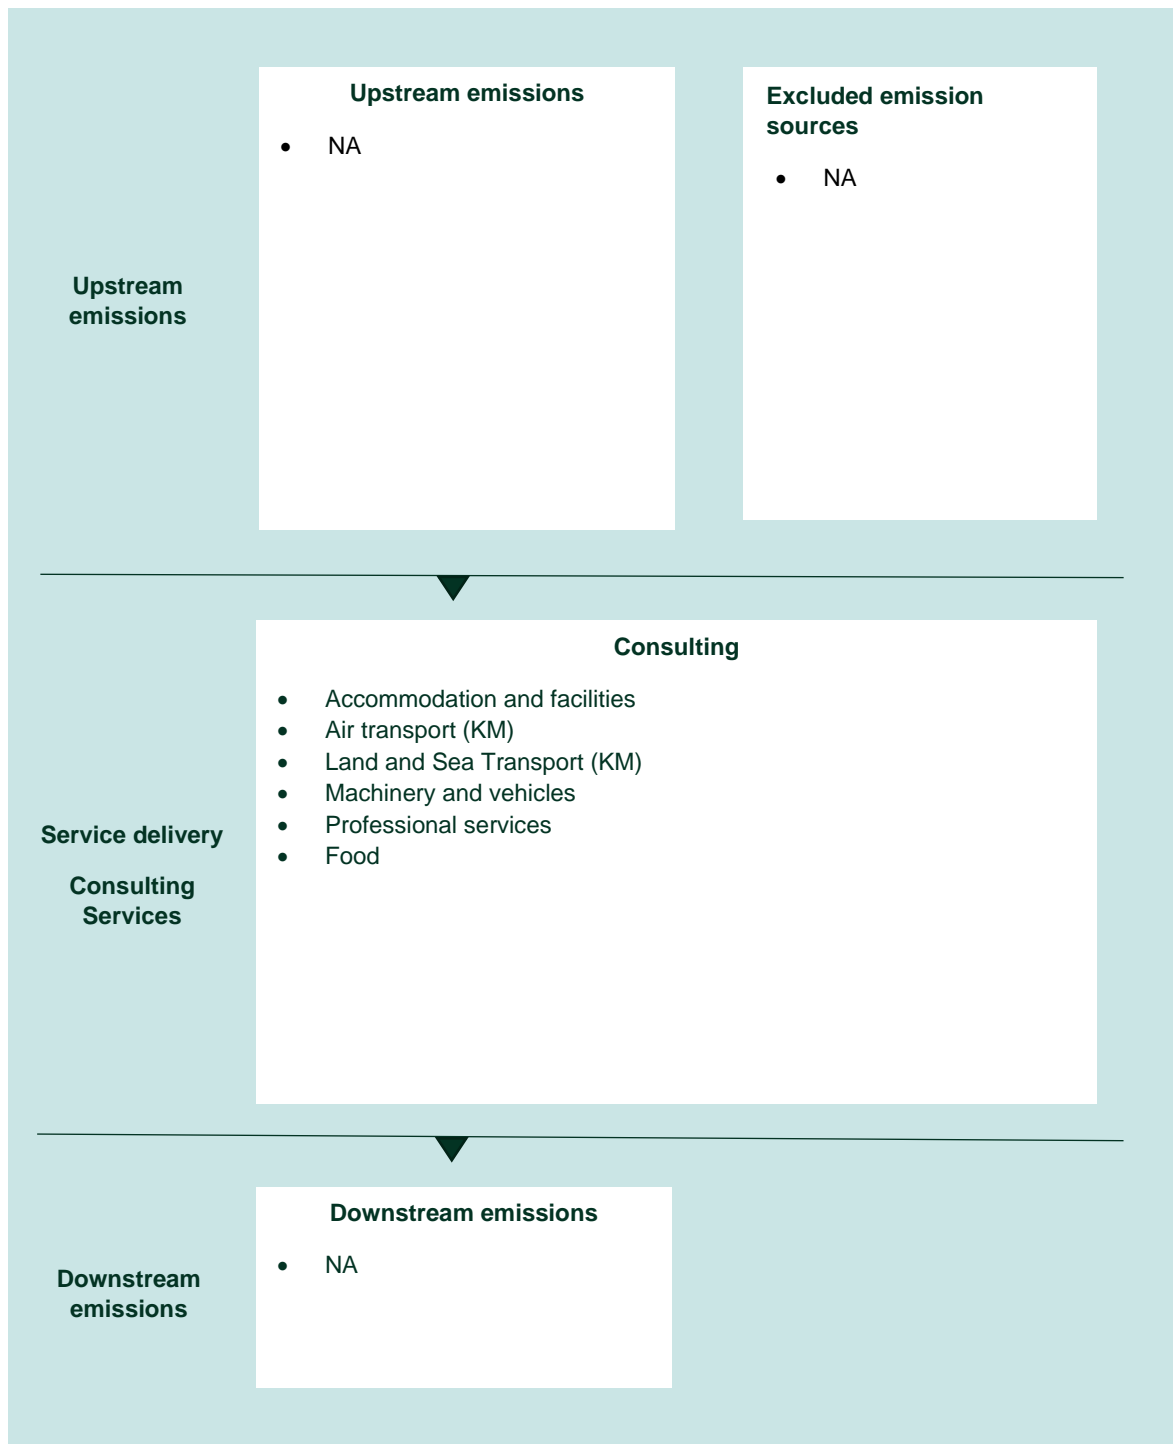 Upstream emissions
• NA
Excluded emission
sources
• NA
Upstream
emissions
Consulting
• Accommodation and facilities
• Air transport (KM)
• Land and Sea Transport (KM)
• Machinery and vehicles
• Professional services
• Food
Service delivery
Consulting
Services
Downstream emissions
• NA
Downstream
emissions